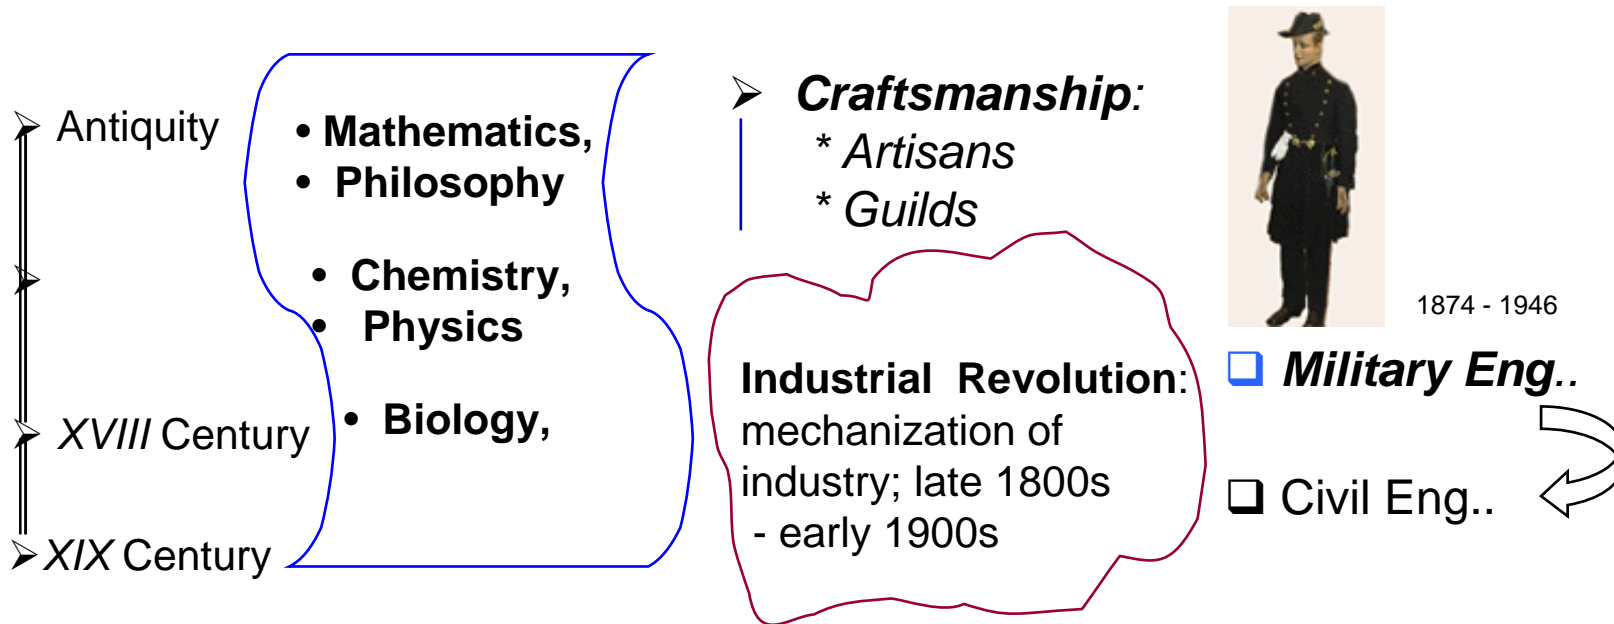 Antiquity
XVIII Century
XIX Century
• Mathematics,
• Philosophy
• Chemistry,
• Physics
• Biology,
Craftsmanship:
* Artisans
* Guilds
Industrial Revolution:
mechanization of
industry; late 1800s
- early 1900s
1874 - 1946
Military Eng..
Civil Eng..